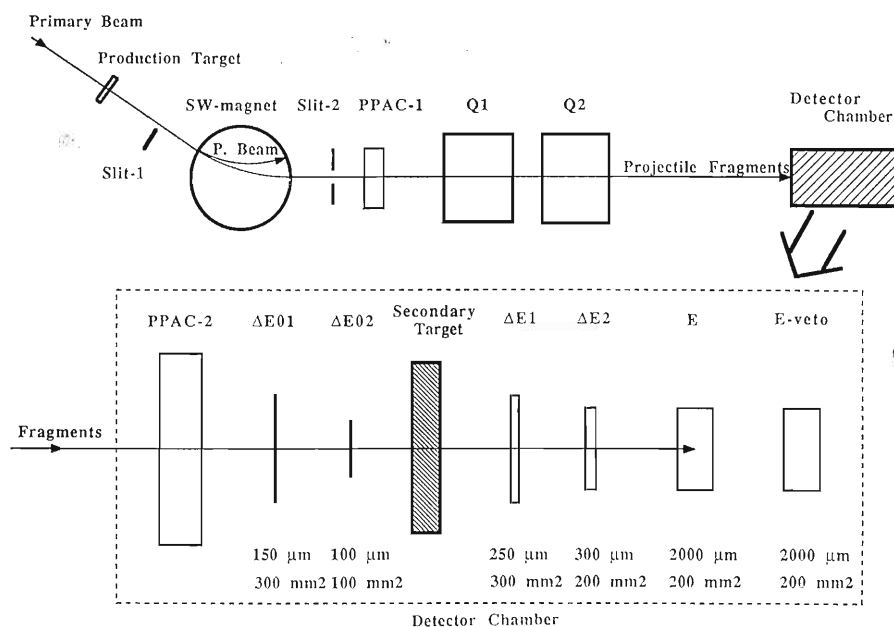 Primary Beam
Production Target
SW-magnet
Slit-2
PPAC-1
Q1
Q2
Detector
Chamber
P. Beam
Slit-1
Projectile Fragments
PPAC-2
ΔE01
ΔE02
Secondary
Target
ΔE1
ΔE2
E
E-veto
Fragments
150 μm
100 μm
250 μm
300 μm
2000 μm
2000 μm
300 mm2
100 mm2
300 mm2
200 mm2
200 mm2
200 mm2
Detector Chamber